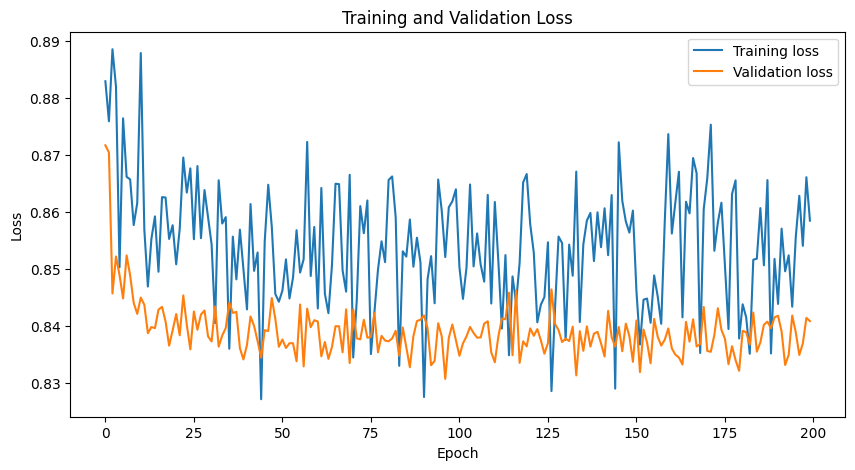 Training and Validation Loss
Training loss
Validation loss
Loss
0.89
0.88
0.87
0.86
0.85
0.84
0.83
0 25 50 75 100 125 150 175 200
Epoch